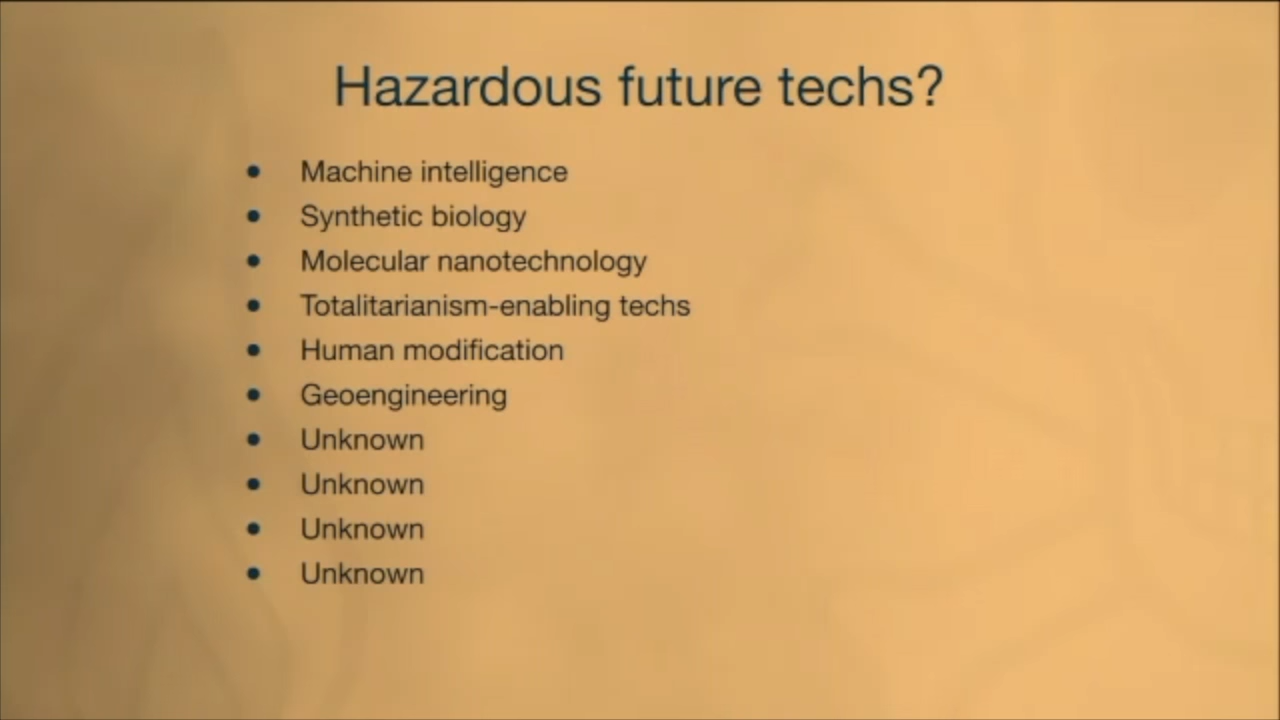 Hazardous future techs?
• Machine intelligence
• Synthetic biology
• Molecular nanotechnology
• Totalitarianism-enabling techs
• Human modification
• Geoengineering
• Unknown
• Unknown
• Unknown
• Unknown